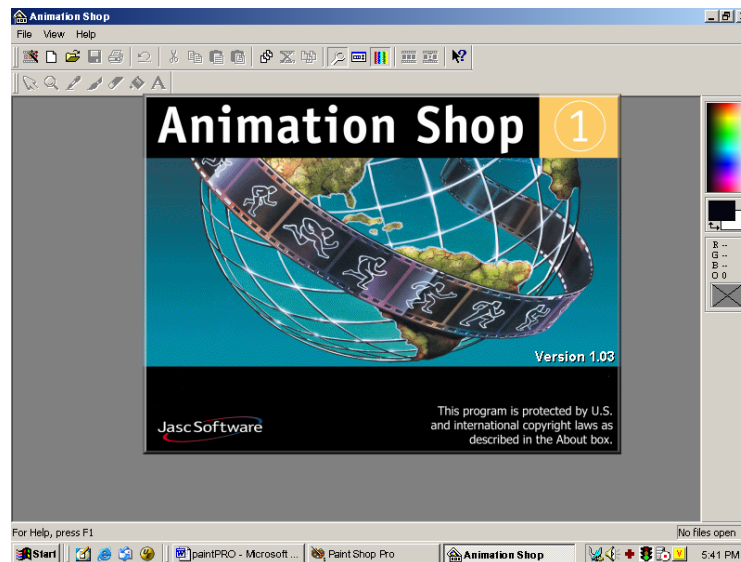 Animation Shop
File View Help
Animation Shop 1
Version 1.03
Jasc Software
This program is protected by U.S.
and international copyright laws as
described in the About box.
R --
G --
B --
O 0
For Help, press F1
No files open
Start
paintPRO - Microsoft ...
Paint Shop Pro
Animation Shop
5:41 PM